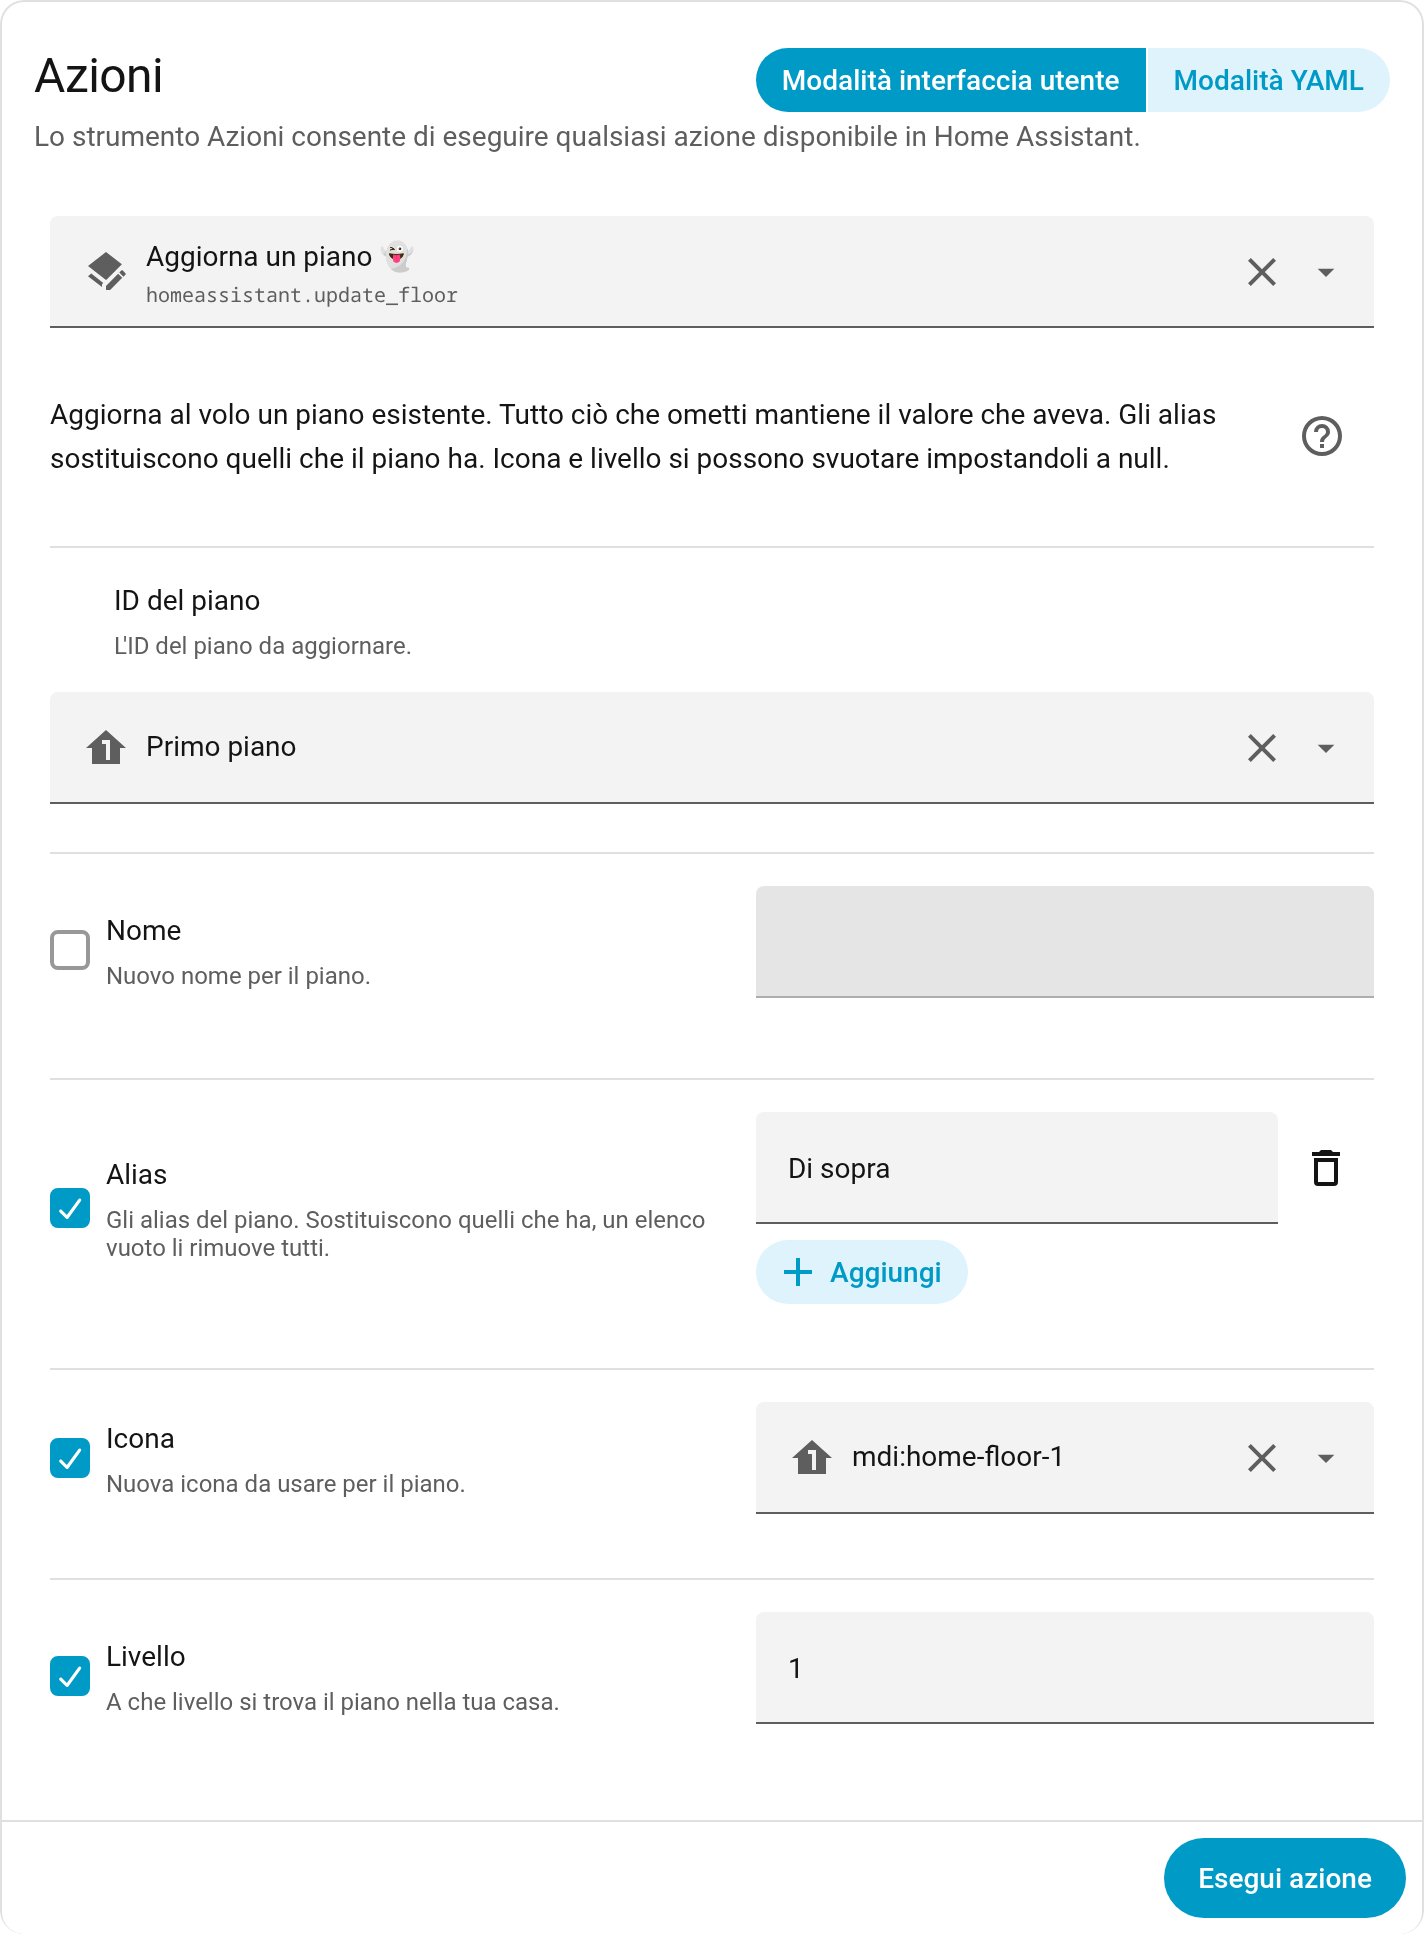 Azioni
Modalità interfaccia utente
Modalità YAML
Lo strumento Azioni consente di eseguire qualsiasi azione disponibile in Home Assistant.
Aggiorna un piano 👻
homeassistant.update_floor
Aggiorna al volo un piano esistente. Tutto ciò che ometti mantiene il valore che aveva. Gli alias
sostituiscono quelli che il piano ha. Icona e livello si possono svuotare impostandoli a null.
ID del piano
L'ID del piano da aggiornare.
Primo piano
Nome
Nuovo nome per il piano.
Alias
Gli alias del piano. Sostituiscono quelli che ha, un elenco
vuoto li rimuove tutti.
Di sopra
Aggiungi
Icona
Nuova icona da usare per il piano.
mdi:home-floor-1
Livello
A che livello si trova il piano nella tua casa.
1
Esegui azione